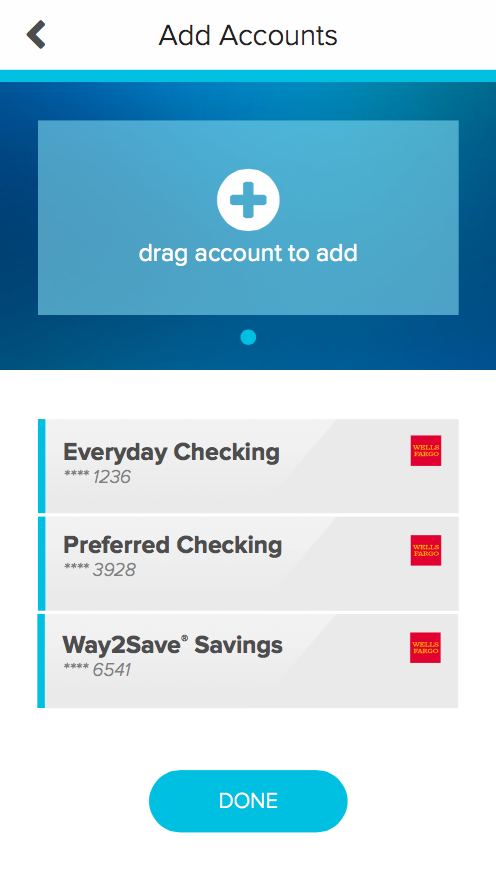 Add Accounts
drag account to add
Everyday Checking
WELLS
FARGO
**** 1236
Preferred Checking
WELLS
FARGO
**** 3928
Way2Save® Savings
WELLS
FARGO
**** 6541
DONE